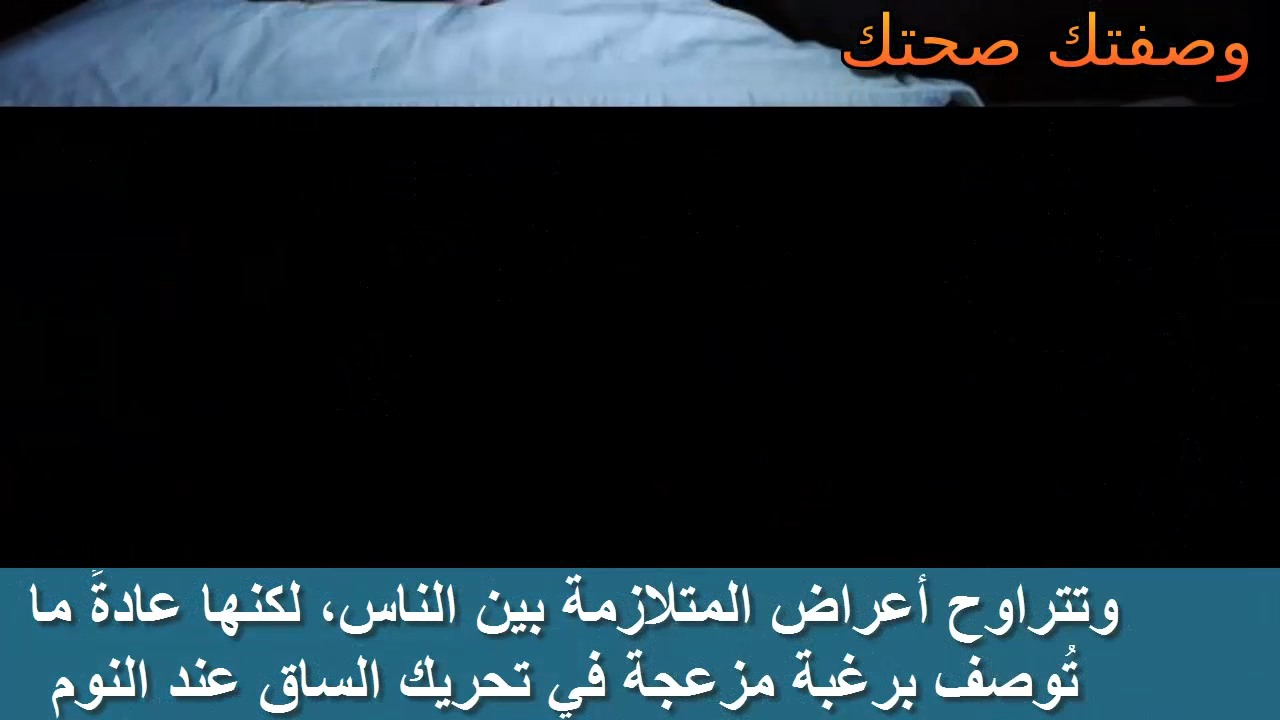 وصفتك صحتك
وتتراوح أعراض المتلازمة بين الناس، لكنها عادةً ما
تُوصف برغبة مزعجة في تحريك الساق عند النوم